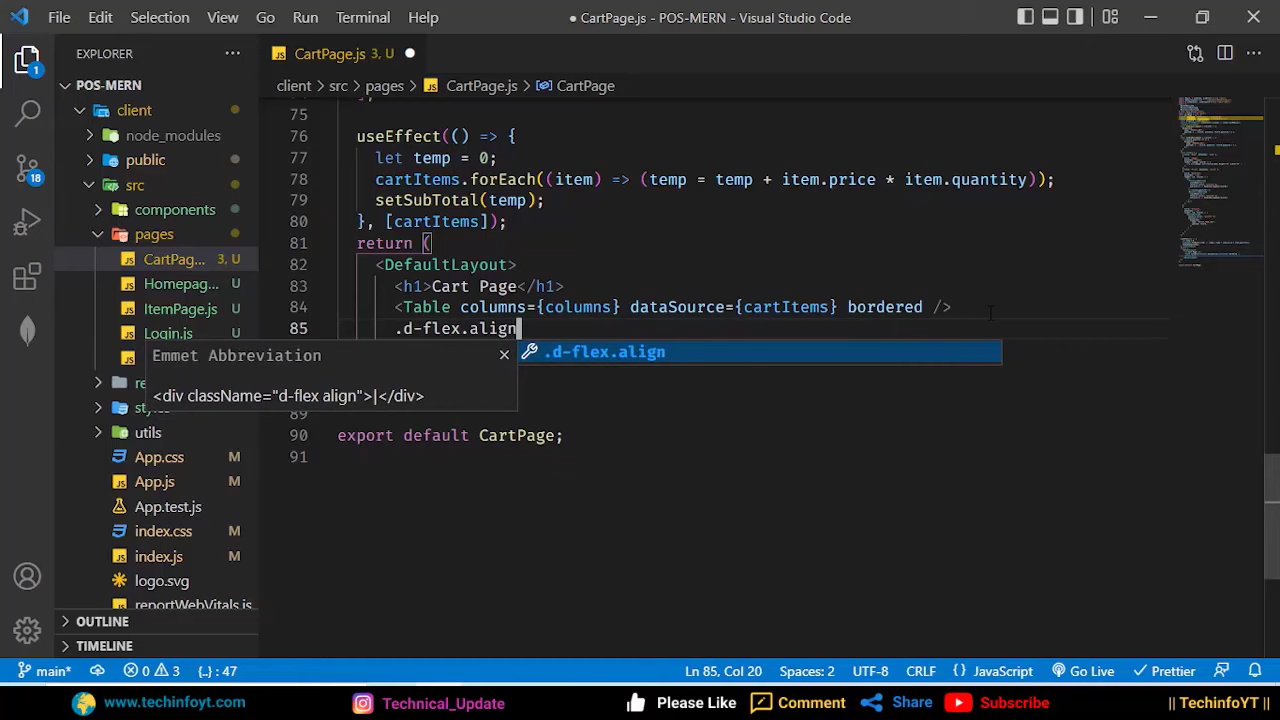 File Edit Selection View Go Run Terminal Help
● CartPage.js - POS-MERN - Visual Studio Code
EXPLORER
CartPage.js 3, U
POS-MERN
client > src > pages > CartPage.js > CartPage
client
node_modules
public
src
components
pages
CartPag... 3, U
Homepag... U
ItemPage.js U
Login.js U
utils
App.css M
App.js M
App.test.js
index.css M
index.js M
logo.svg
reportWebVitals.js
OUTLINE
TIMELINE
75
76 useEffect(() => {
77 let temp = 0;
78 cartItems.forEach((item) => (temp = temp + item.price * item.quantity));
79 setSubTotal(temp);
80 }, [cartItems]);
81 return (
82 <DefaultLayout>
83 <h1>Cart Page</h1>
84 <Table columns={columns} dataSource={cartItems} bordered />
85 .d-flex.align
Emmet Abbreviation
<div className="d-flex align">|</div>
.d-flex.align
89
90 export default CartPage;
91
1
18
main* 0 3 {..} : 47
Ln 85, Col 20 Spaces: 2 UTF-8 CRLF {} JavaScript Go Live Prettier
www.techinfoyt.com Technical_Update Please Like Comment Share Subscribe || TechinfoYT ||